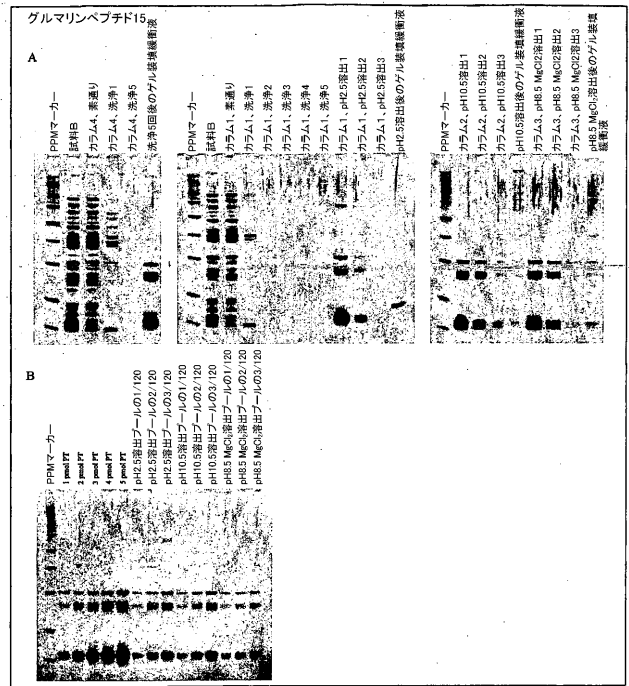 グルマリンペプチド15
A
PPMマーカー
試料B
カラム4、素通り
カラム4、洗浄1
カラム4、洗浄5
洗浄5回後のゲル装填緩衝液
PPMマーカー
試料B
カラム1、素通り
カラム1、洗浄1
カラム1、洗浄2
カラム1、洗浄3
カラム1、洗浄4
カラム1、洗浄5
カラム1、pH2.5溶出1
カラム1、pH2.5溶出2
カラム1、pH2.5溶出3
pH2.5溶出後のゲル装填緩衝液
PPMマーカー
カラム2、pH10.5溶出1
カラム2、pH10.5溶出2
カラム2、pH10.5溶出3
pH10.5溶出後のゲル装填緩衝液
カラム3、pH8.5 MgCl2溶出1
カラム3、pH8.5 MgCl2溶出2
カラム3、pH8.5 MgCl2溶出3
pH8.5 MgCl₂溶出後のゲル装填
緩衝液
B
PPMマーカー
1 pmol PT
2 pmol PT
3 pmol PT
4 pmol PT
5 pmol PT
pH2.5溶出プールの1/120
pH2.5溶出プールの2/120
pH2.5溶出プールの3/120
pH10.5溶出プールの1/120
pH10.5溶出プールの2/120
pH10.5溶出プールの3/120
pH8.5 MgCl₂溶出プールの1/120
pH8.5 MgCl₂溶出プールの2/120
pH8.5 MgCl₂溶出プールの3/120